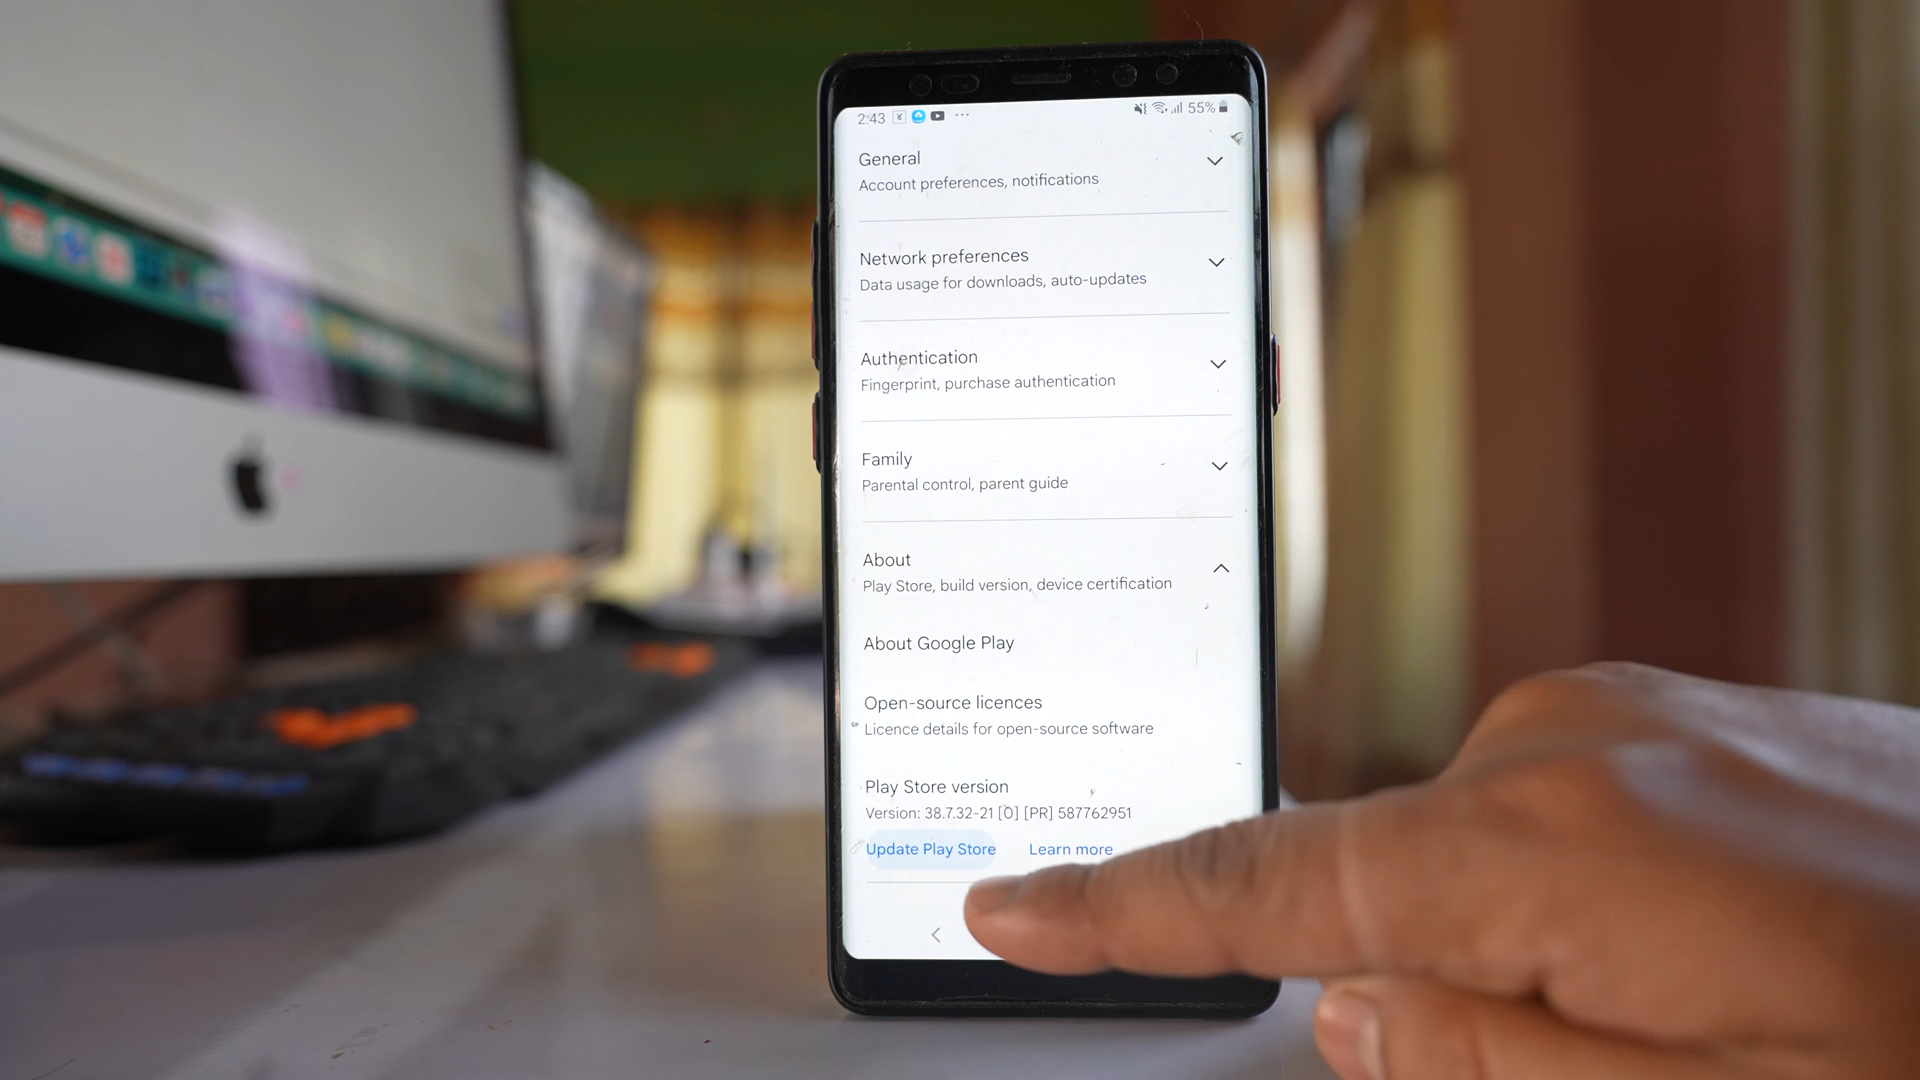 2:43 ... 55%
General
Account preferences, notifications
Network preferences
Data usage for downloads, auto-updates
Authentication
Fingerprint, purchase authentication
Family
Parental control, parent guide
About
Play Store, build version, device certification
About Google Play
Open-source licences
Licence details for open-source software
Play Store version
Version: 38.7.32-21 [0] [PR] 587762951
Update Play Store Learn more